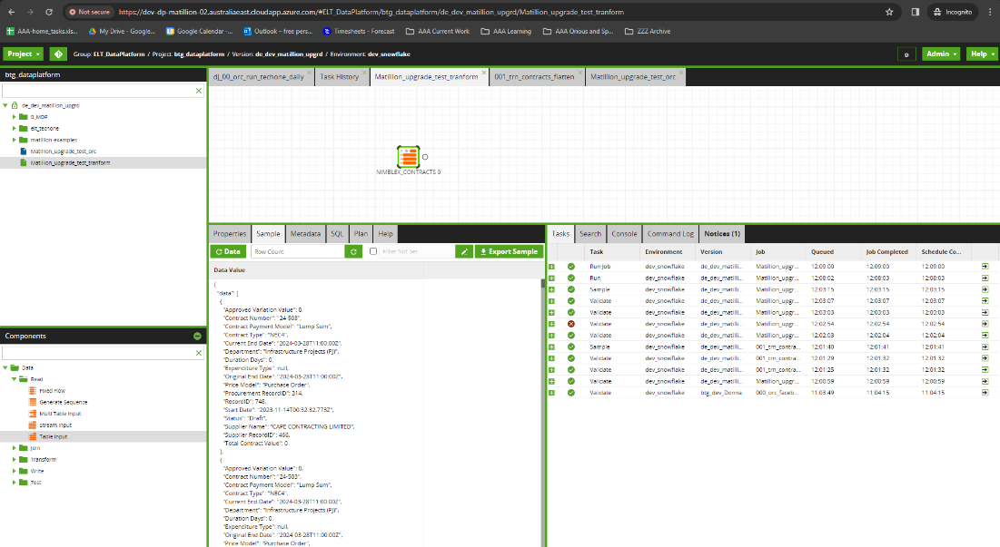 Not secure https://dev-dp-matillion-02.australiaeast.cloudapp.azure.com/#ELT_DataPlatform/btg_dataplatform/de_dev_matillion_upgrd/Matillion_upgrade_test_tranform Incognito
AAA-home_tasks.xls... My Drive - Google... Google Calendar -... Outlook – free pers... Timesheets - Forecast AAA Current Work AAA Learning AAA Orious and Sp... ZZZ Archive
Project Group: ELT_DataPlatform / Project: btg_dataplatform / Version: de_dev_matillion_upgrd / Environment: dev_snowflake D Admin Help
btg_dataplatform
de_dev_matillion_upgrd
0_MDP
elt_techone
matillion-examples
Matillion_upgrade_test_orc
Matillion_upgrade_test_tranform
dj_00_orc_run_techone_daily Task History Matillion_upgrade_test_tranform 001_trn_contracts_flatten Matillion_upgrade_test_orc
NIMBLEX_CONTRACTS 0
Components
Data
Read
Fixed Flow
Generate Sequence
Multi Table Input
Stream Input
Table Input
Join
Transform
Write
Test
Properties Sample Metadata SQL Plan Help
Data Row Count Filter Not Set Export Sample
Data Value
{
"data": [
{
"Approved Variation Value": 0,
"Contract Number": "24-503",
"Contract Payment Model": "Lump Sum",
"Contract Type": "NEC4",
"Current End Date": "2024-03-28T11:00:00Z",
"Department": "Infrastructure Projects (PJ)",
"Duration Days": 0,
"Expenditure Type": null,
"Original End Date": "2024-03-28T11:00:00Z",
"Price Model": "Purchase Order",
"Procurement RecordID": 314,
"RecordID": 748,
"Start Date": "2023-11-14T00:32:32.773Z",
"Status": "Draft",
"Supplier Name": "CAPE CONTRACTING LIMITED",
"Supplier RecordID": 466,
"Total Contract Value": 0
},
{
"Approved Variation Value": 0,
"Contract Number": "24-503",
"Contract Payment Model": "Lump Sum",
"Contract Type": "NEC4",
"Current End Date": "2024-03-28T11:00:00Z",
"Department": "Infrastructure Projects (PJ)",
"Duration Days": 0,
"Expenditure Type": null,
"Original End Date": "2024-03-28T11:00:00Z",
"Price Model": "Purchase Order",
Tasks Search Console Command Log Notices (1)
Task Environment Version Job Queued Job Completed Schedule Co...
Run Job dev_snowflake de_dev_matilli... Matillion_upgr... 12:09:00 12:09:00 12:09:00
Run dev_snowflake de_dev_matilli... Matillion_upgr... 12:08:02 12:08:03 12:08:03
Sample dev_snowflake de_dev_matilli... Matillion_upgr... 12:03:15 12:03:15 12:03:15
Validate dev_snowflake de_dev_matilli... Matillion_upgr... 12:03:07 12:03:07 12:03:07
Validate dev_snowflake de_dev_matilli... Matillion_upgr... 12:03:03 12:03:03 12:03:03
Validate dev_snowflake de_dev_matilli... Matillion_upgr... 12:02:54 12:02:54 12:02:54
Validate dev_snowflake de_dev_matilli... Matillion_upgr... 12:02:03 12:02:04 12:02:04
Sample dev_snowflake de_dev_matilli... 001_trn_contra... 12:01:40 12:01:41 12:01:41
Validate dev_snowflake de_dev_matilli... 001_trn_contra... 12:01:29 12:01:32 12:01:32
Validate dev_snowflake de_dev_matilli... 001_trn_contra... 12:01:25 12:01:32 12:01:32
Validate dev_snowflake de_dev_matilli... Matillion_upgr... 12:00:59 12:00:59 12:00:59
Validate dev_snowflake btg_dev_Donna 000_orc_faceb... 11:03:49 11:04:15 11:04:15